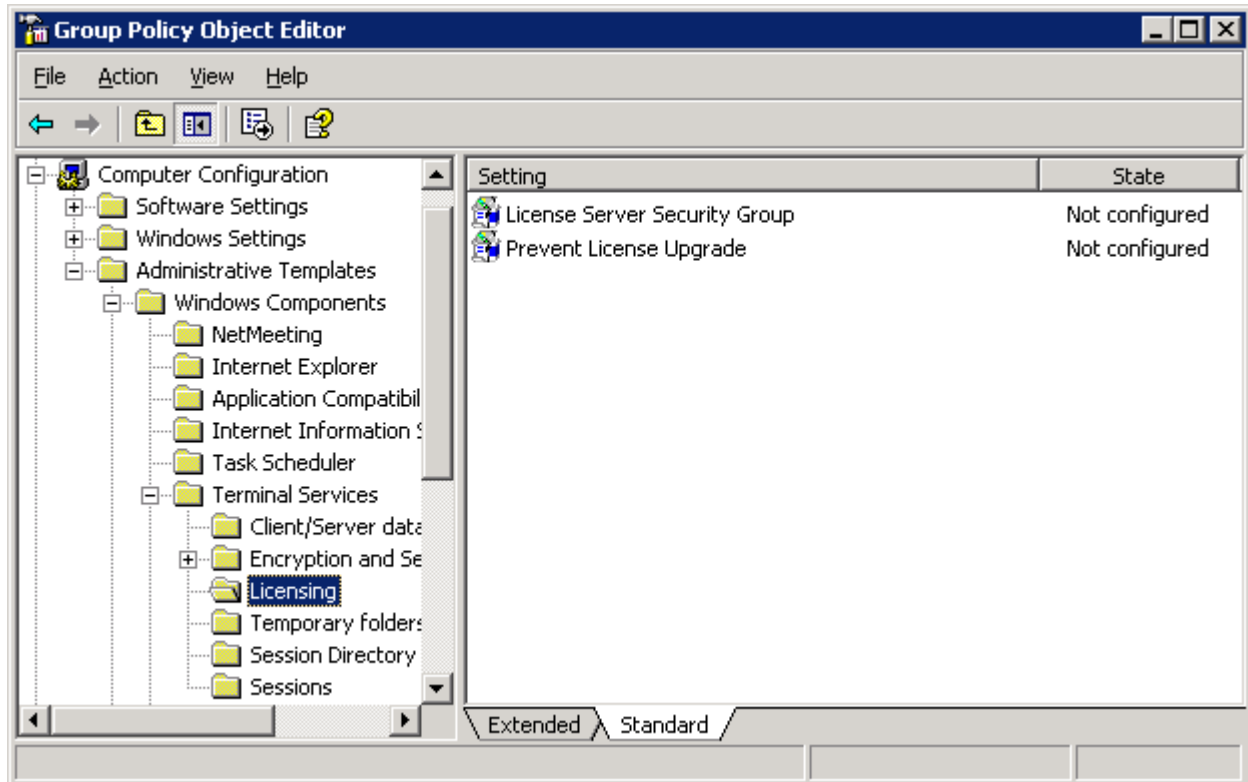 Group Policy Object Editor
File Action View Help
Computer Configuration
Software Settings
Windows Settings
Administrative Templates
Windows Components
NetMeeting
Internet Explorer
Application Compatibil
Internet Information S
Task Scheduler
Terminal Services
Client/Server data
Encryption and Se
Licensing
Temporary folders
Session Directory
Sessions
Setting State
License Server Security Group Not configured
Prevent License Upgrade Not configured
Extended Standard